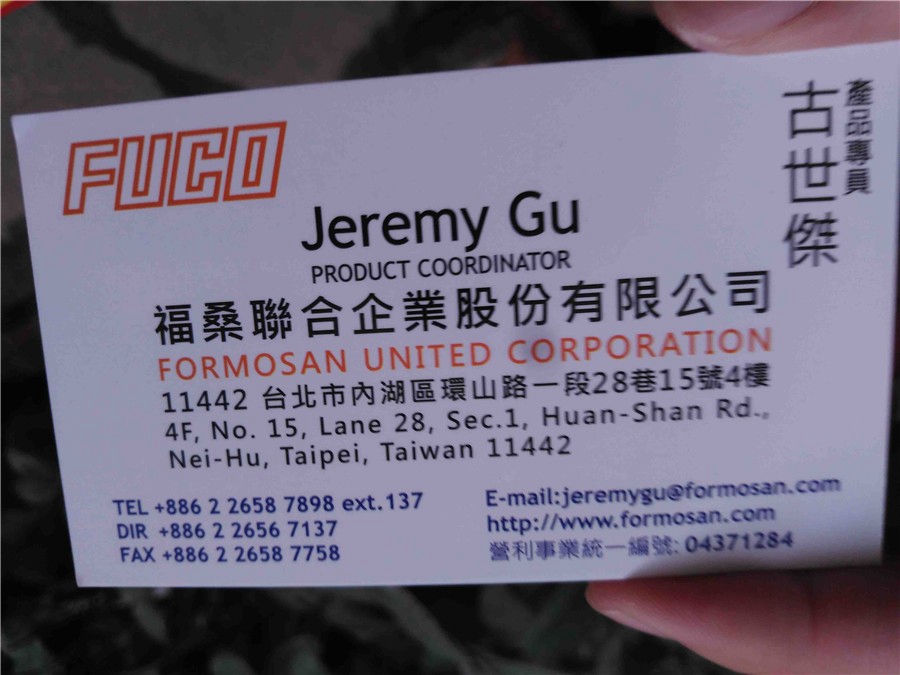 FUCO
產品專員
古世傑
Jeremy Gu
PRODUCT COORDINATOR
福桑聯合企業股份有限公司
FORMOSAN UNITED CORPORATION
11442 台北市內湖區環山路一段28巷15號4樓
4F, No. 15, Lane 28, Sec.1, Huan-Shan Rd.,
Nei-Hu, Taipei, Taiwan 11442
TEL +886 2 2658 7898 ext.137
DIR +886 2 2656 7137
FAX +886 2 2658 7758
E-mail:jeremygu@formosan.com
http://www.formosan.com
營利事業統一編號: 04371284